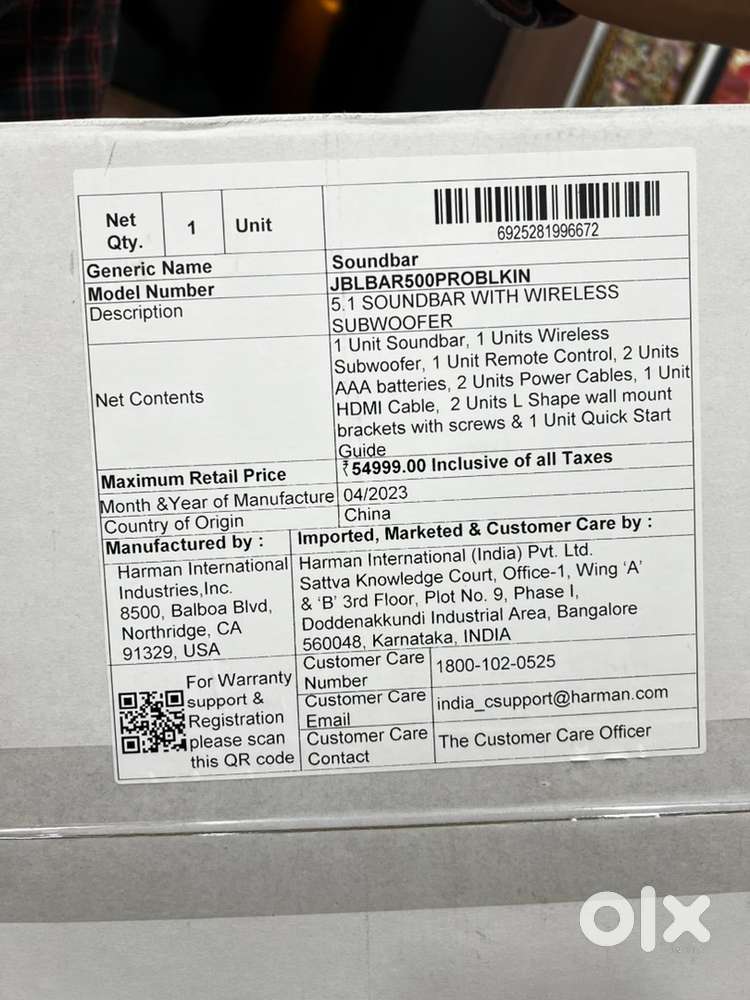 Net Qty.
1
Unit
6925281996672
Generic Name
Soundbar
Model Number
JBLBAR500PROBLKIN
Description
5.1 SOUNDBAR WITH WIRELESS
SUBWOOFER
Net Contents
1 Unit Soundbar, 1 Units Wireless
Subwoofer, 1 Unit Remote Control, 2 Units
AAA batteries, 2 Units Power Cables, 1 Unit
HDMI Cable, 2 Units L Shape wall mount
brackets with screws & 1 Unit Quick Start
Guide
Maximum Retail Price
₹54999.00 Inclusive of all Taxes
Month &Year of Manufacture
04/2023
Country of Origin
China
Manufactured by :
Harman International
Industries,Inc.
8500, Balboa Blvd,
Northridge, CA
91329, USA
Imported, Marketed & Customer Care by :
Harman International (India) Pvt. Ltd.
Sattva Knowledge Court, Office-1, Wing ‘A’
& ‘B’ 3rd Floor, Plot No. 9, Phase I,
Doddenakkundi Industrial Area, Bangalore
560048, Karnataka, INDIA
For Warranty
support &
Registration
please scan
this QR code
Customer Care
Number
1800-102-0525
Customer Care
Email
india_csupport@harman.com
Customer Care
Contact
The Customer Care Officer
olx